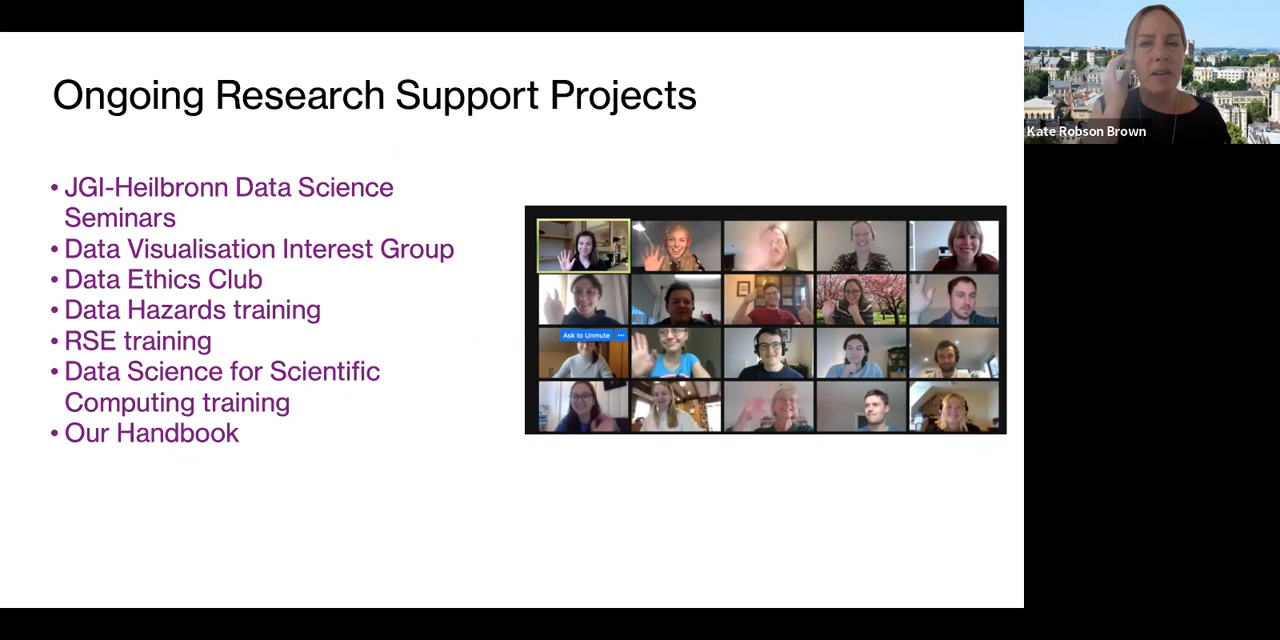 Ongoing Research Support Projects
• JGI-Heilbronn Data Science
Seminars
• Data Visualisation Interest Group
• Data Ethics Club
• Data Hazards training
• RSE training
• Data Science for Scientific
Computing training
• Our Handbook
Ask to Unmute ...
Kate Robson Brown